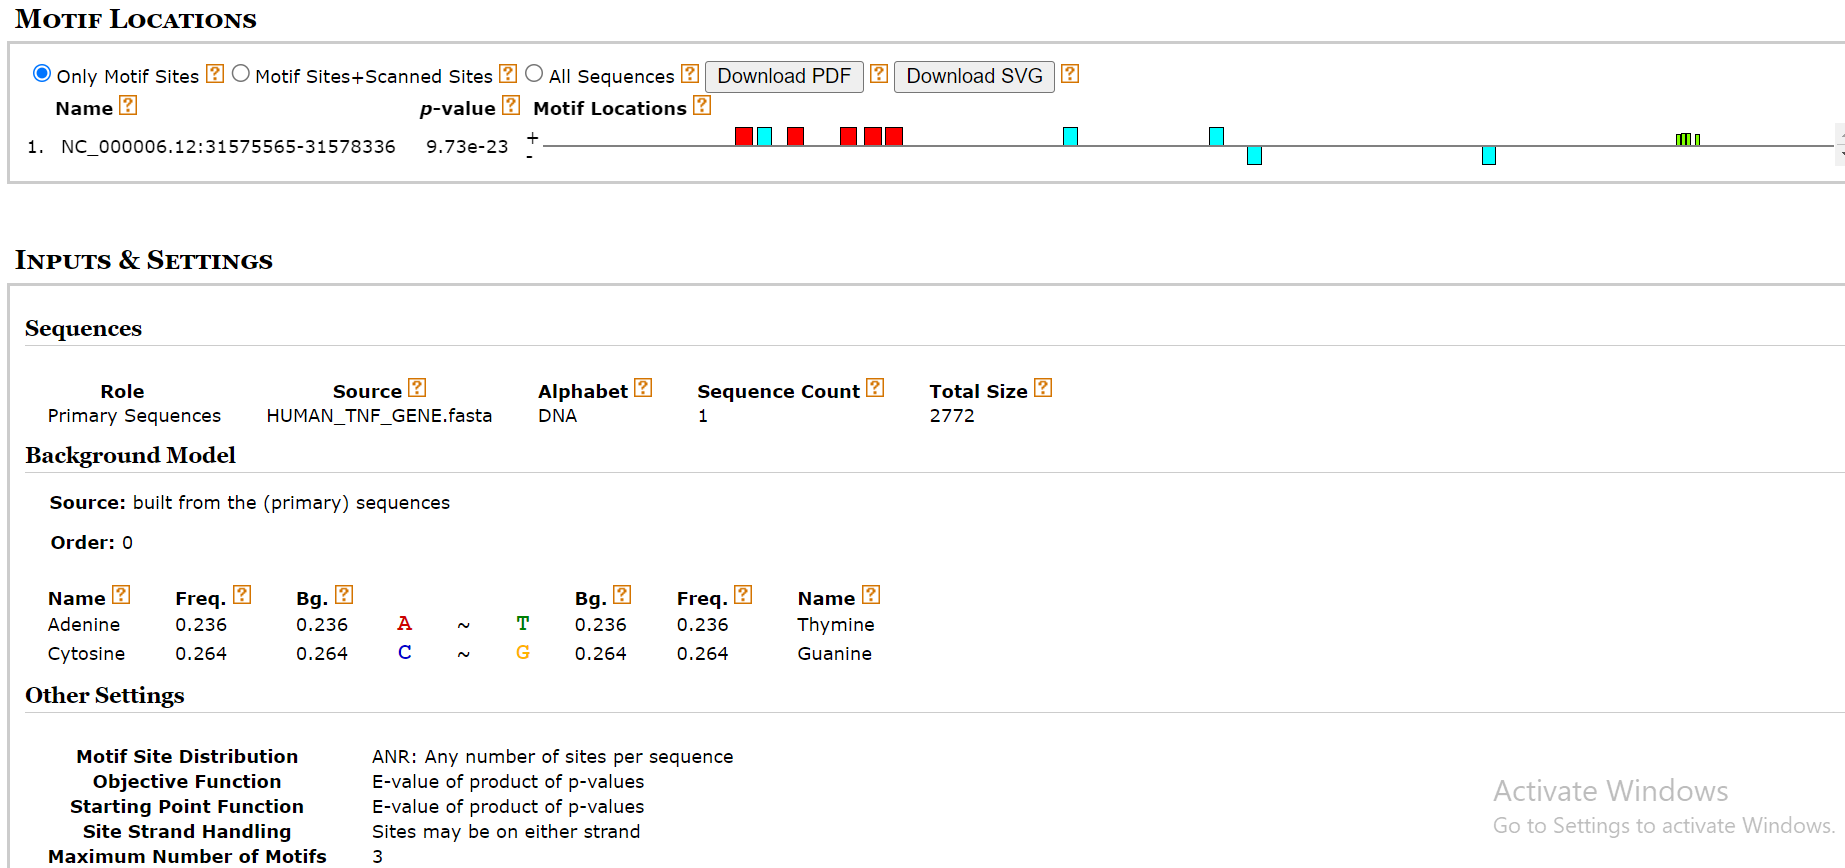 MOTIF LOCATIONS
Only Motif Sites ? Motif Sites+Scanned Sites ? All Sequences ? Download PDF ? Download SVG ?
Name ? p-value ? Motif Locations ?
1. NC_000006.12:31575565-31578336 9.73e-23 +
-
INPUTS & SETTINGS
Sequences
Role Source ? Alphabet ? Sequence Count ? Total Size ?
Primary Sequences HUMAN_TNF_GENE.fasta DNA 1 2772
Background Model
Source: built from the (primary) sequences
Order: 0
Name ? Freq. ? Bg. ? Bg. ? Freq. ? Name ?
Adenine 0.236 0.236 A ~ T 0.236 0.236 Thymine
Cytosine 0.264 0.264 C ~ G 0.264 0.264 Guanine
Other Settings
Motif Site Distribution ANR: Any number of sites per sequence
Objective Function E-value of product of p-values
Starting Point Function E-value of product of p-values
Site Strand Handling Sites may be on either strand
Maximum Number of Motifs 3
Activate Windows
Go to Settings to activate Windows.